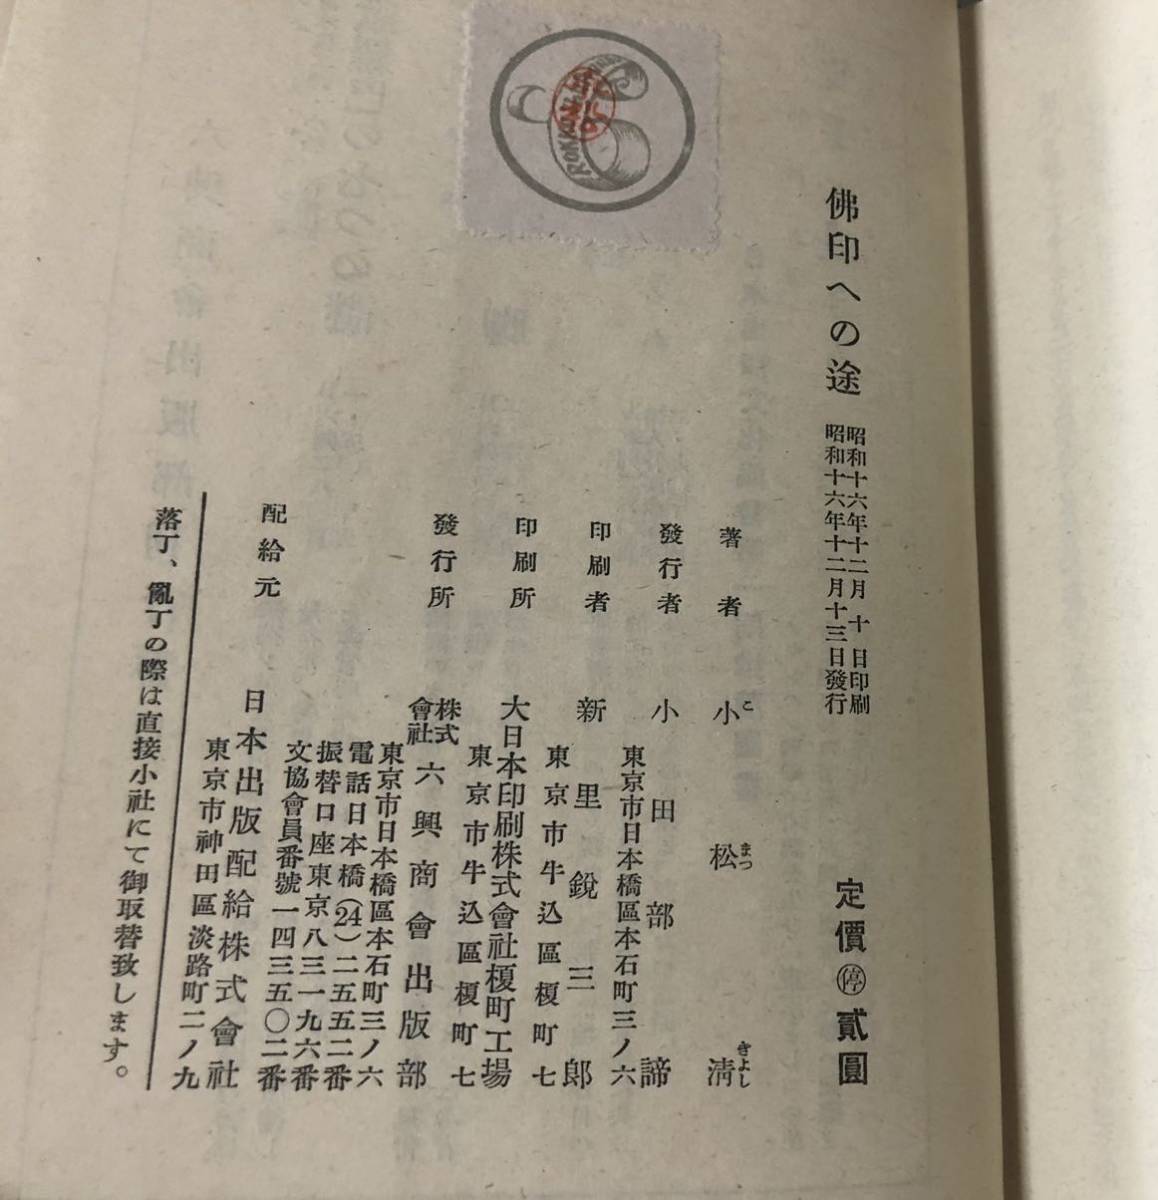 佛印への途
昭和十六年十二月 十 日印刷
昭和十六年十二月十三日發行
定價 停 貳圓
著者 小松淸
こ まつ きよし
發行者 小田部諦
東京市日本橋區本石町三ノ六
印刷者 新里銳三郎
東京市牛込區榎町七
印刷所 大日本印刷株式會社榎町工場
東京市牛込區榎町七
發行所 株式會社 六興商會出版部
東京市日本橋區本石町三ノ六
電話日本橋(24)二五五二番
振替口座東京八三一九六番
文協會員番號一四三五〇二番
配給元 日本出版配給株式會社
東京市神田區淡路町二ノ九
落丁、亂丁の際は直接小社にて御取替致します。